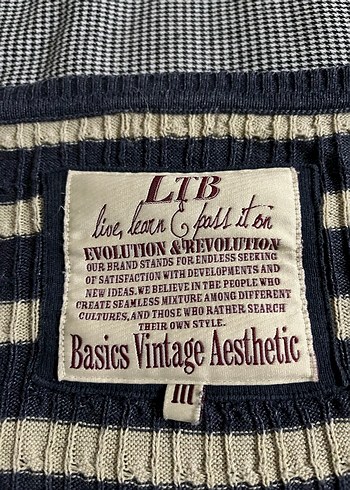 LTB
live, learn & pass it on
EVOLUTION & REVOLUTION
OUR BRAND STANDS FOR ENDLESS SEEKING
OF SATISFACTION WITH DEVELOPMENTS AND
NEW IDEAS. WE BELIEVE IN THE PEOPLE WHO
CREATE SEAMLESS MIXTURE AMONG DIFFERENT
CULTURES, AND THOSE WHO RATHER SEARCH
THEIR OWN STYLE.
Basics Vintage Aesthetic
m